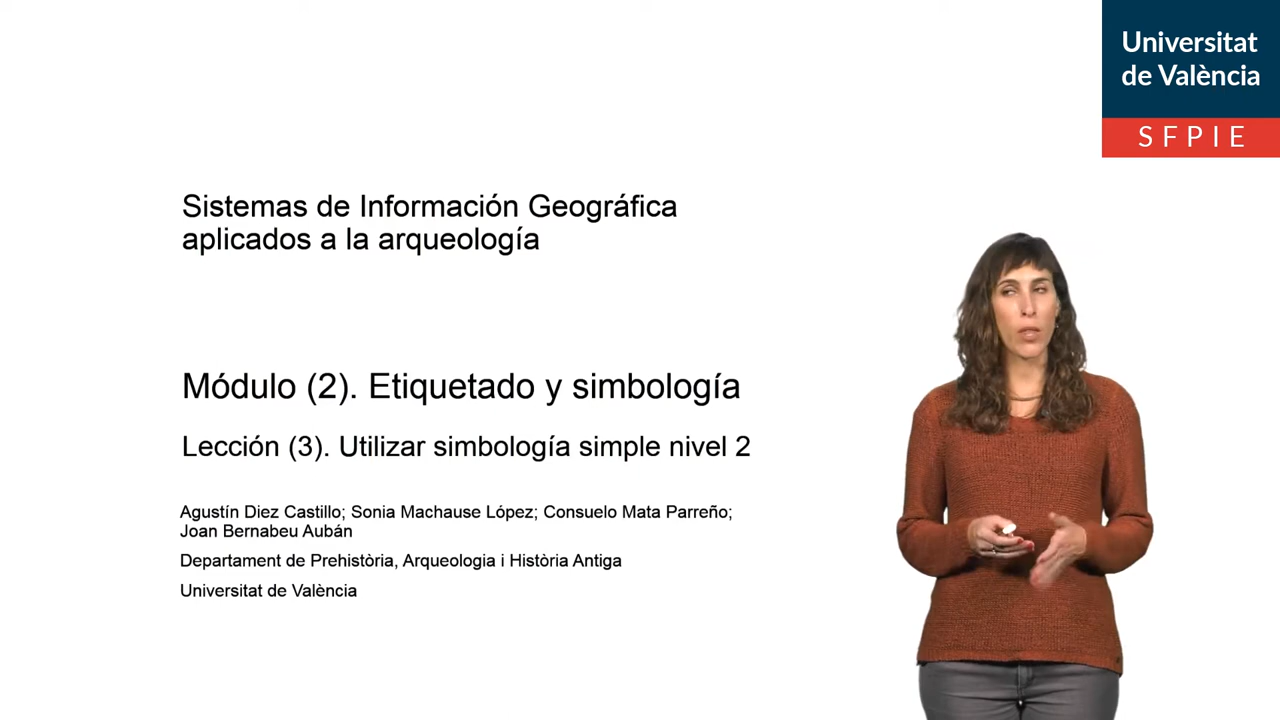 Universitat
de València
SFPIE
Sistemas de Información Geográfica
aplicados a la arqueología
Módulo (2). Etiquetado y simbología
Lección (3). Utilizar simbología simple nivel 2
Agustín Diez Castillo; Sonia Machause López; Consuelo Mata Parreño;
Joan Bernabeu Aubán
Departament de Prehistòria, Arqueologia i Història Antiga
Universitat de València